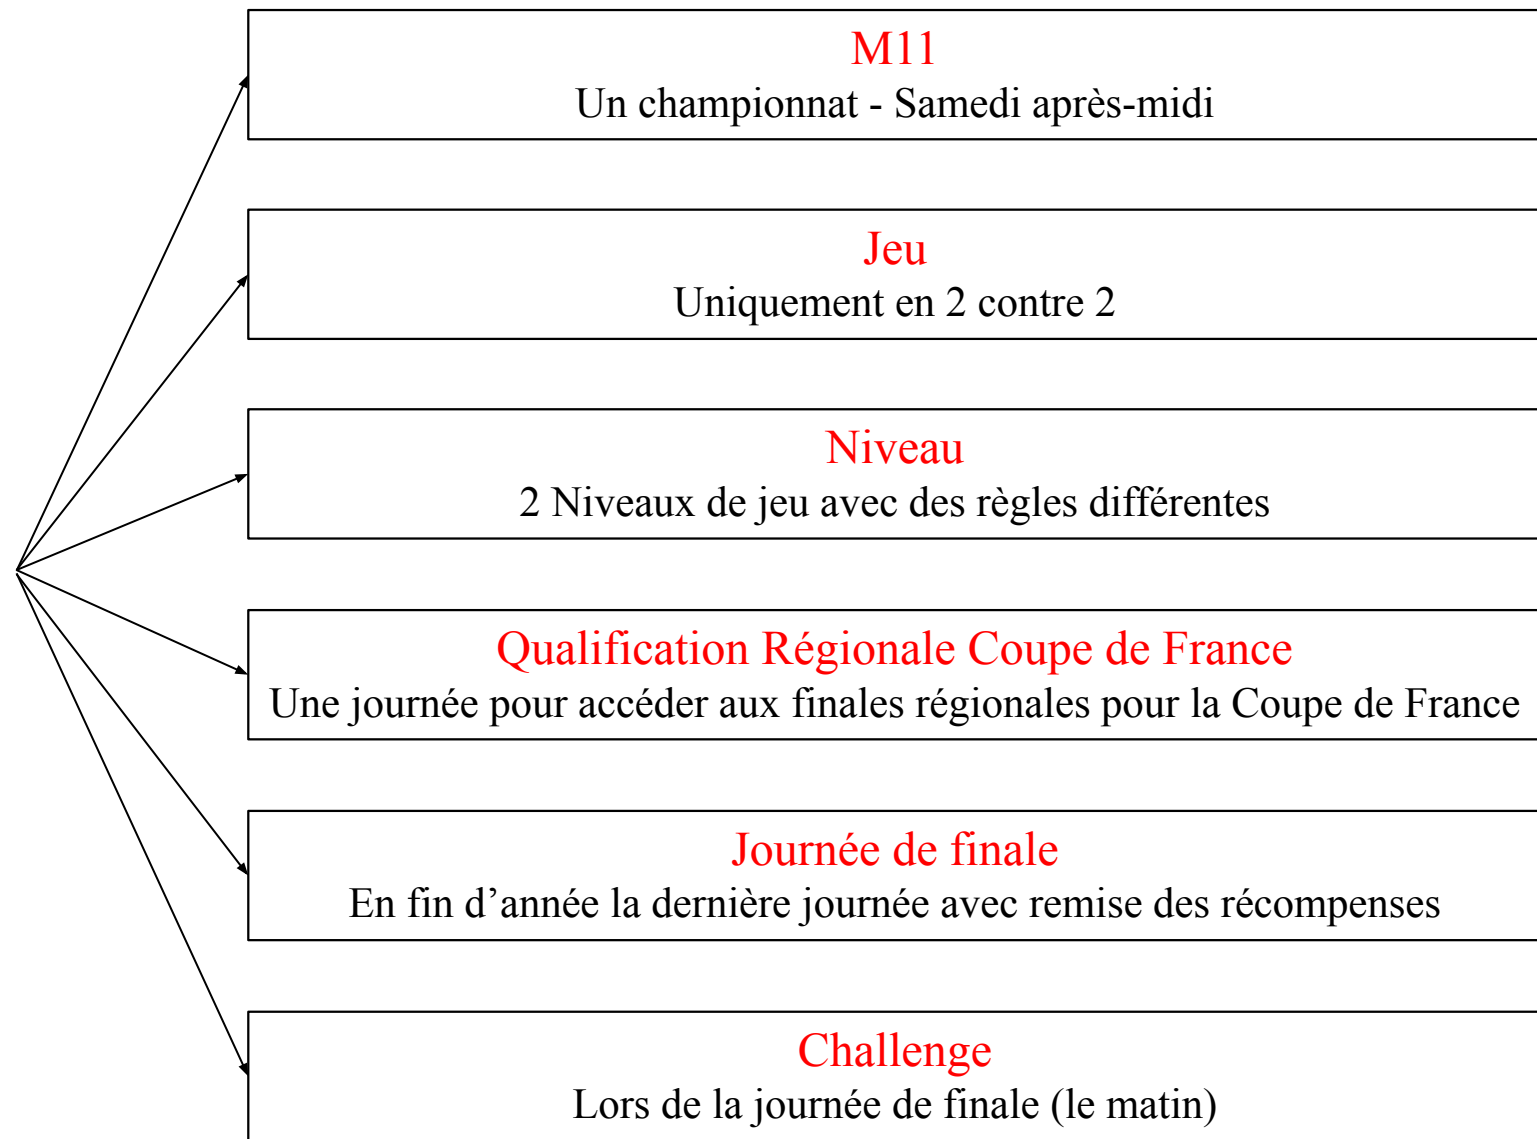 M11
Un championnat - Samedi après-midi
Jeu
Uniquement en 2 contre 2
Niveau
2 Niveaux de jeu avec des règles différentes
Qualification Régionale Coupe de France
Une journée pour accéder aux finales régionales pour la Coupe de France
Journée de finale
En fin d’année la dernière journée avec remise des récompenses
Challenge
Lors de la journée de finale (le matin)